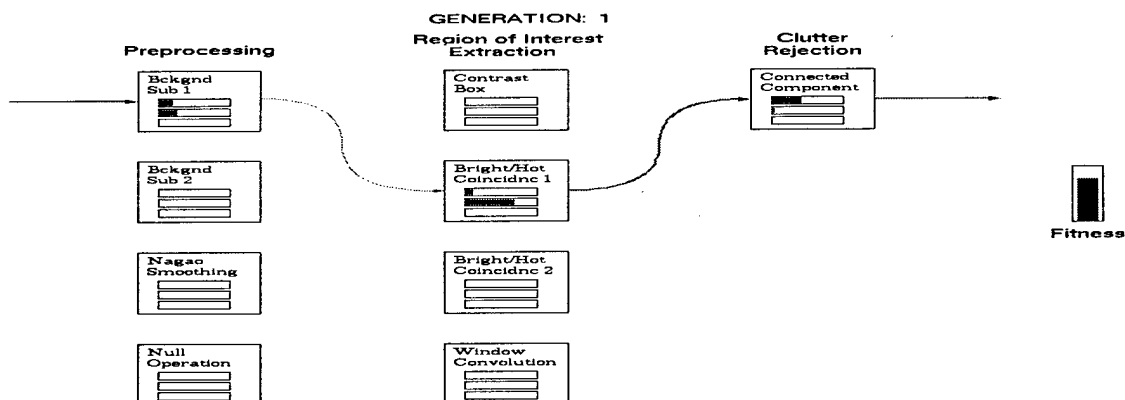 GENERATION: 1
Preprocessing
Region of Interest
Extraction
Clutter
Rejection
Bckgnd
Sub 1
Contrast
Box
Connected
Component
Bckgnd
Sub 2
Bright/Hot
Coincidnc 1
Fitness
Nagao
Smoothing
Bright/Hot
Coincidnc 2
Null
Operation
Window
Convolution